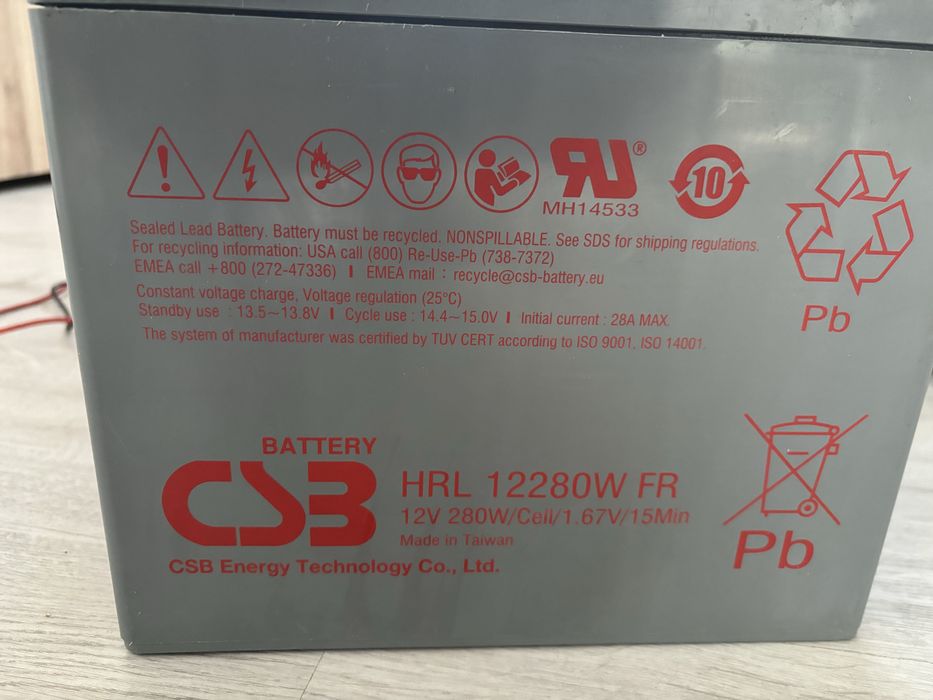 RU®
MH14533
10
Sealed Lead Battery. Battery must be recycled. NONSPILLABLE. See SDS for shipping regulations.
For recycling information: USA call (800) Re-Use-Pb (738-7372)
EMEA call +800 (272-47336) I EMEA mail : recycle@csb-battery.eu
Constant voltage charge, Voltage regulation (25°C)
Standby use : 13.5~13.8V I Cycle use : 14.4~15.0V I Initial current : 28A MAX.
The system of manufacturer was certified by TUV CERT according to ISO 9001, ISO 14001.
Pb
BATTERY
CSB
HRL 12280W FR
12V 280W/Cell/1.67V/15Min
Made in Taiwan
CSB Energy Technology Co., Ltd.
Pb